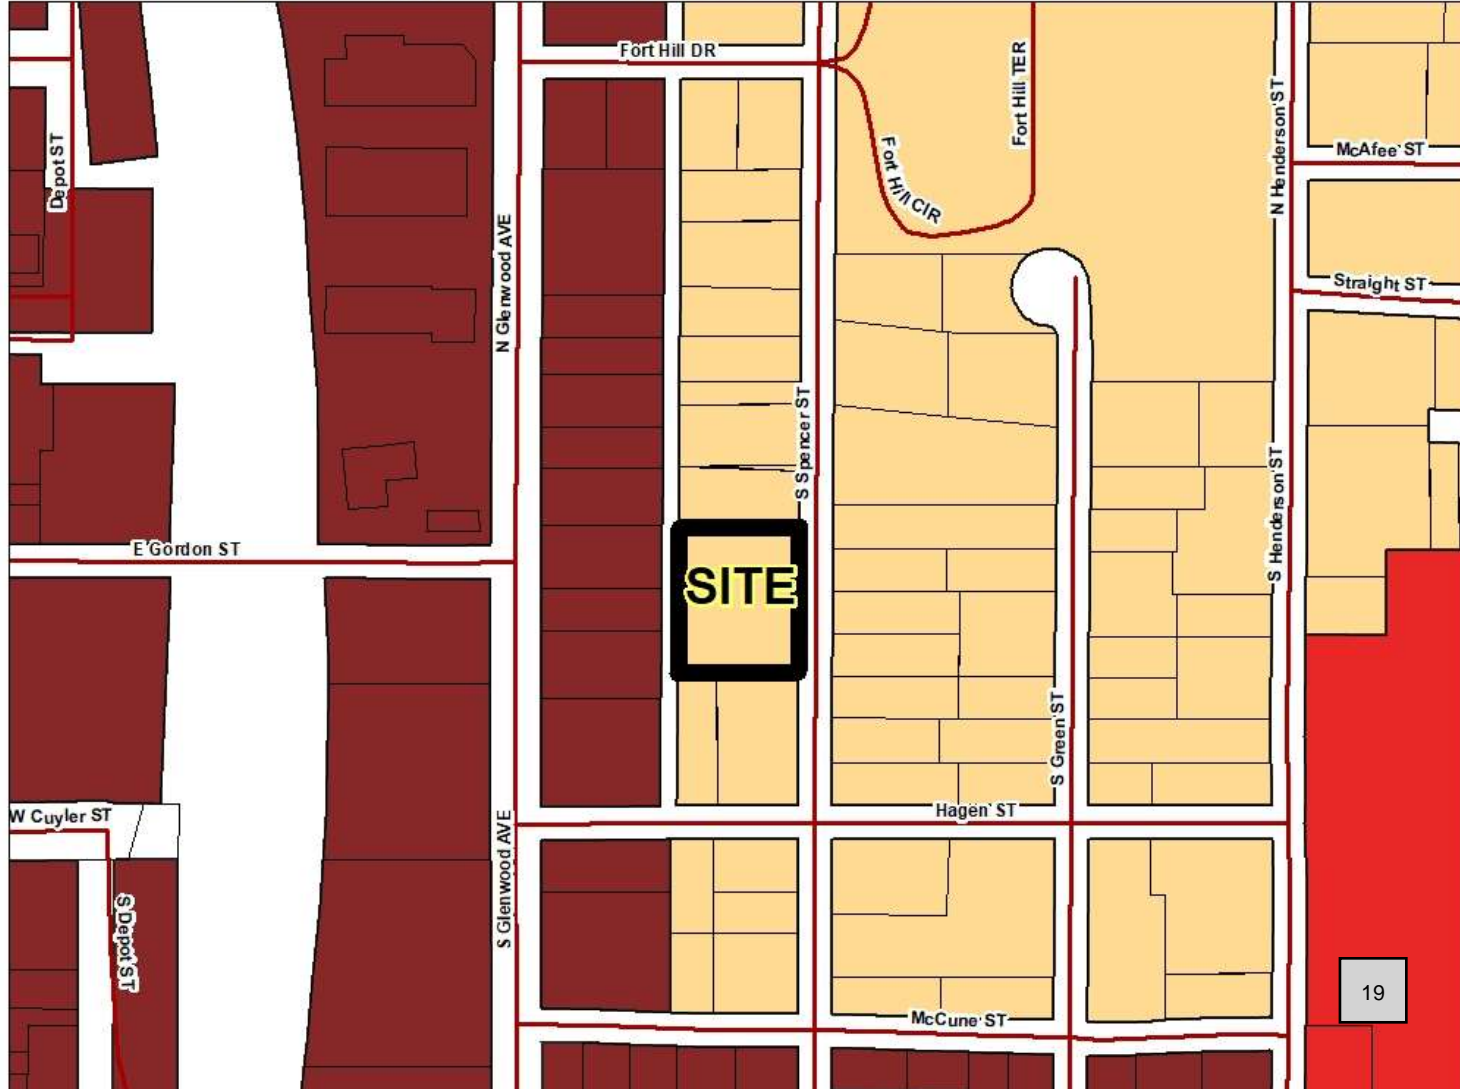 Fort Hill DR
Fort Hill TER
Depot ST
N Henderson ST
McAfee ST
Fort Hill CIR
N Glenwood AVE
Straight ST
S Spencer ST
S Henderson ST
E Gordon ST
SITE
S Green ST
W Cuyler ST
Hagen ST
S Glenwood AVE
S Depot ST
19
McCune ST